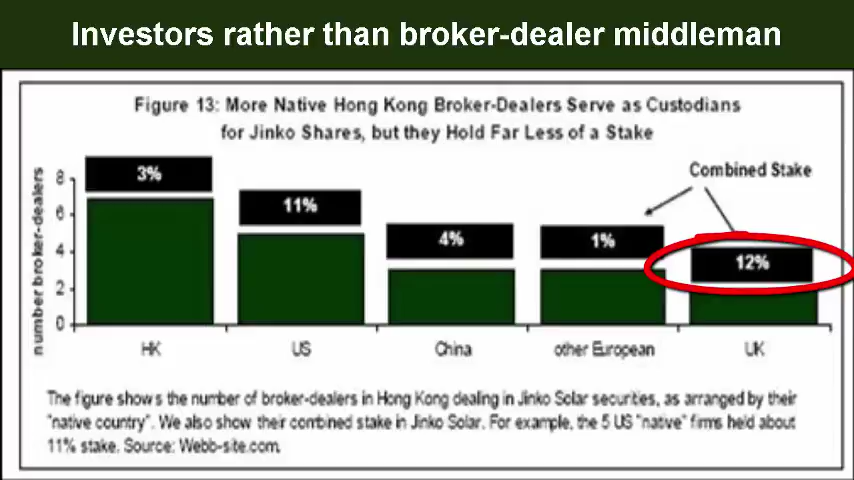 Investors rather than broker-dealer middleman
Figure 13: More Native Hong Kong Broker-Dealers Serve as Custodians
for Jinko Shares, but they Hold Far Less of a Stake
number broker-dealers
8
6
4
2
0
Combined Stake
3%
11%
4%
1%
12%
HK
US
China
other European
UK
The figure shows the number of broker-dealers in Hong Kong dealing in Jinko Solar securities, as arranged by their
"native country". We also show their combined stake in Jinko Solar. For example, the 5 US "native" firms held about
11% stake. Source: Webb-site.com.